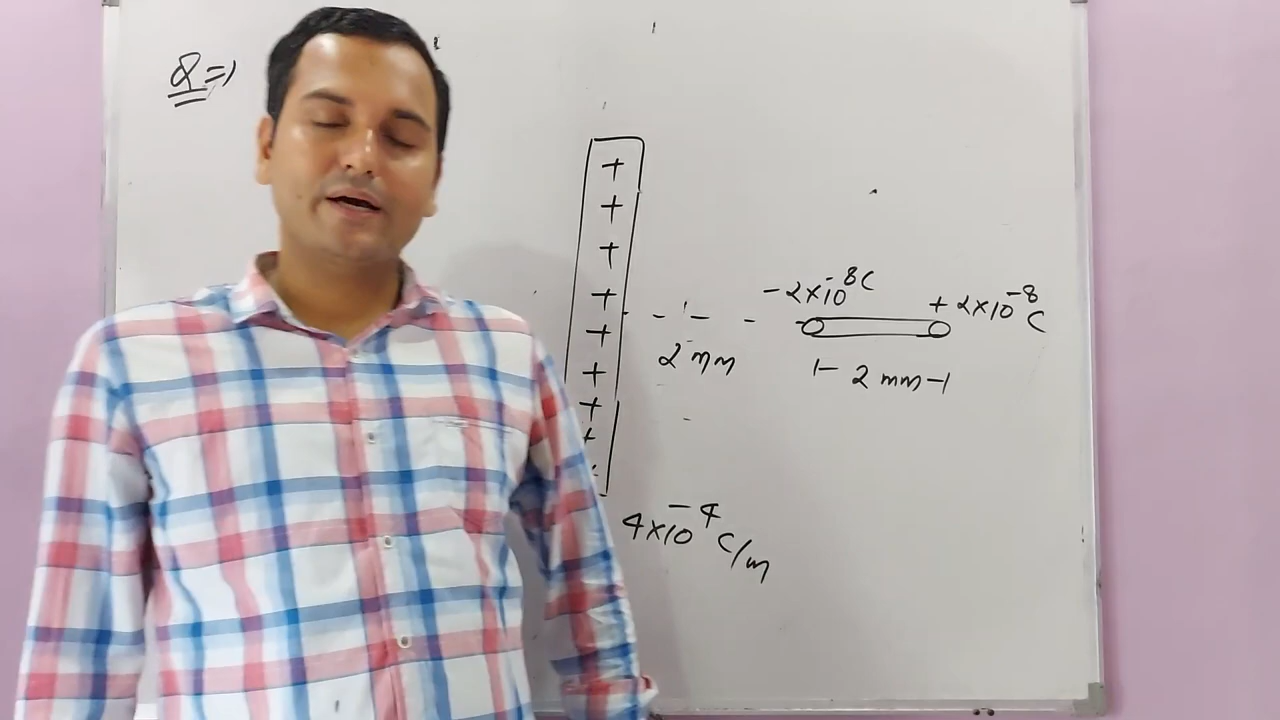 Q ⇒
+
+
+
+
+
+
+
+
-2×10⁻⁸C
+2×10⁻⁸C
2 mm
2 mm
4×10⁻⁴ C/m